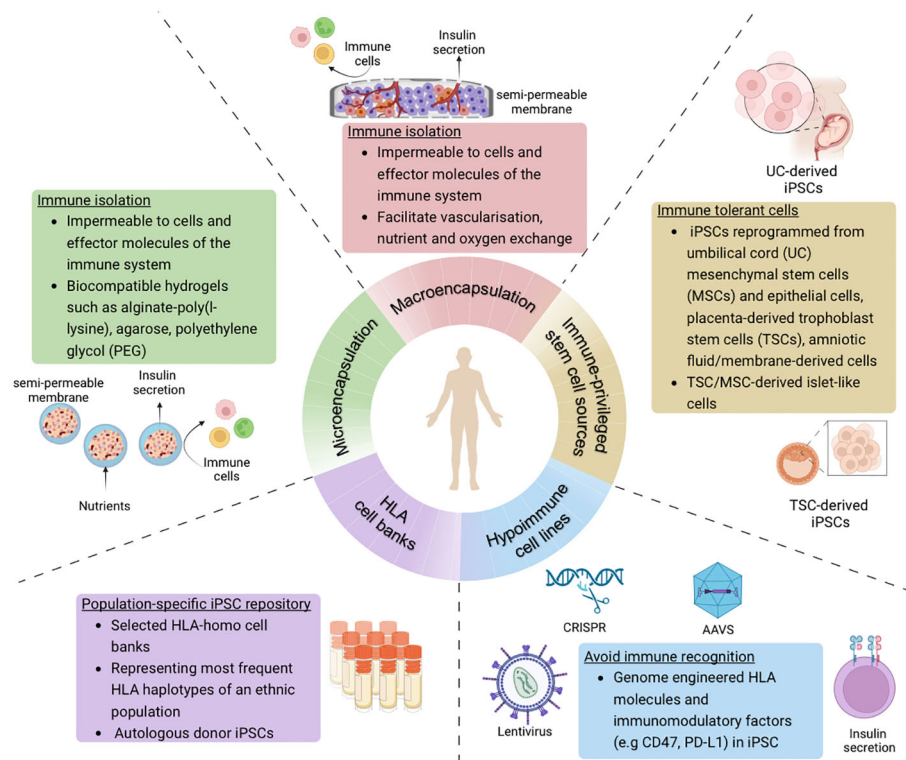 Immune
cells
Insulin
secretion
semi-permeable
membrane
Immune isolation
• Impermeable to cells and
effector molecules of the
immune system
• Facilitate vascularisation,
nutrient and oxygen exchange
UC-derived
iPSCs
Immune tolerant cells
• iPSCs reprogrammed from
umbilical cord (UC)
mesenchymal stem cells
(MSCs) and epithelial cells,
placenta-derived trophoblast
stem cells (TSCs), amniotic
fluid/membrane-derived cells
• TSC/MSC-derived islet-like
cells
TSC-derived
iPSCs
Immune isolation
• Impermeable to cells and
effector molecules of the
immune system
• Biocompatible hydrogels
such as alginate-poly(l-
lysine), agarose, polyethylene
glycol (PEG)
semi-permeable
membrane
Insulin
secretion
Immune
cells
Nutrients
Macroencapsulation
Microencapsulation
Immune-privileged
stem cell sources
HLA
cell banks
Hypoimmune
cell lines
Population-specific iPSC repository
• Selected HLA-homo cell
banks
• Representing most frequent
HLA haplotypes of an ethnic
population
• Autologous donor iPSCs
CRISPR
AAVS
Lentivirus
Avoid immune recognition
• Genome engineered HLA
molecules and
immunomodulatory factors
(e.g CD47, PD-L1) in iPSC
Insulin
secretion